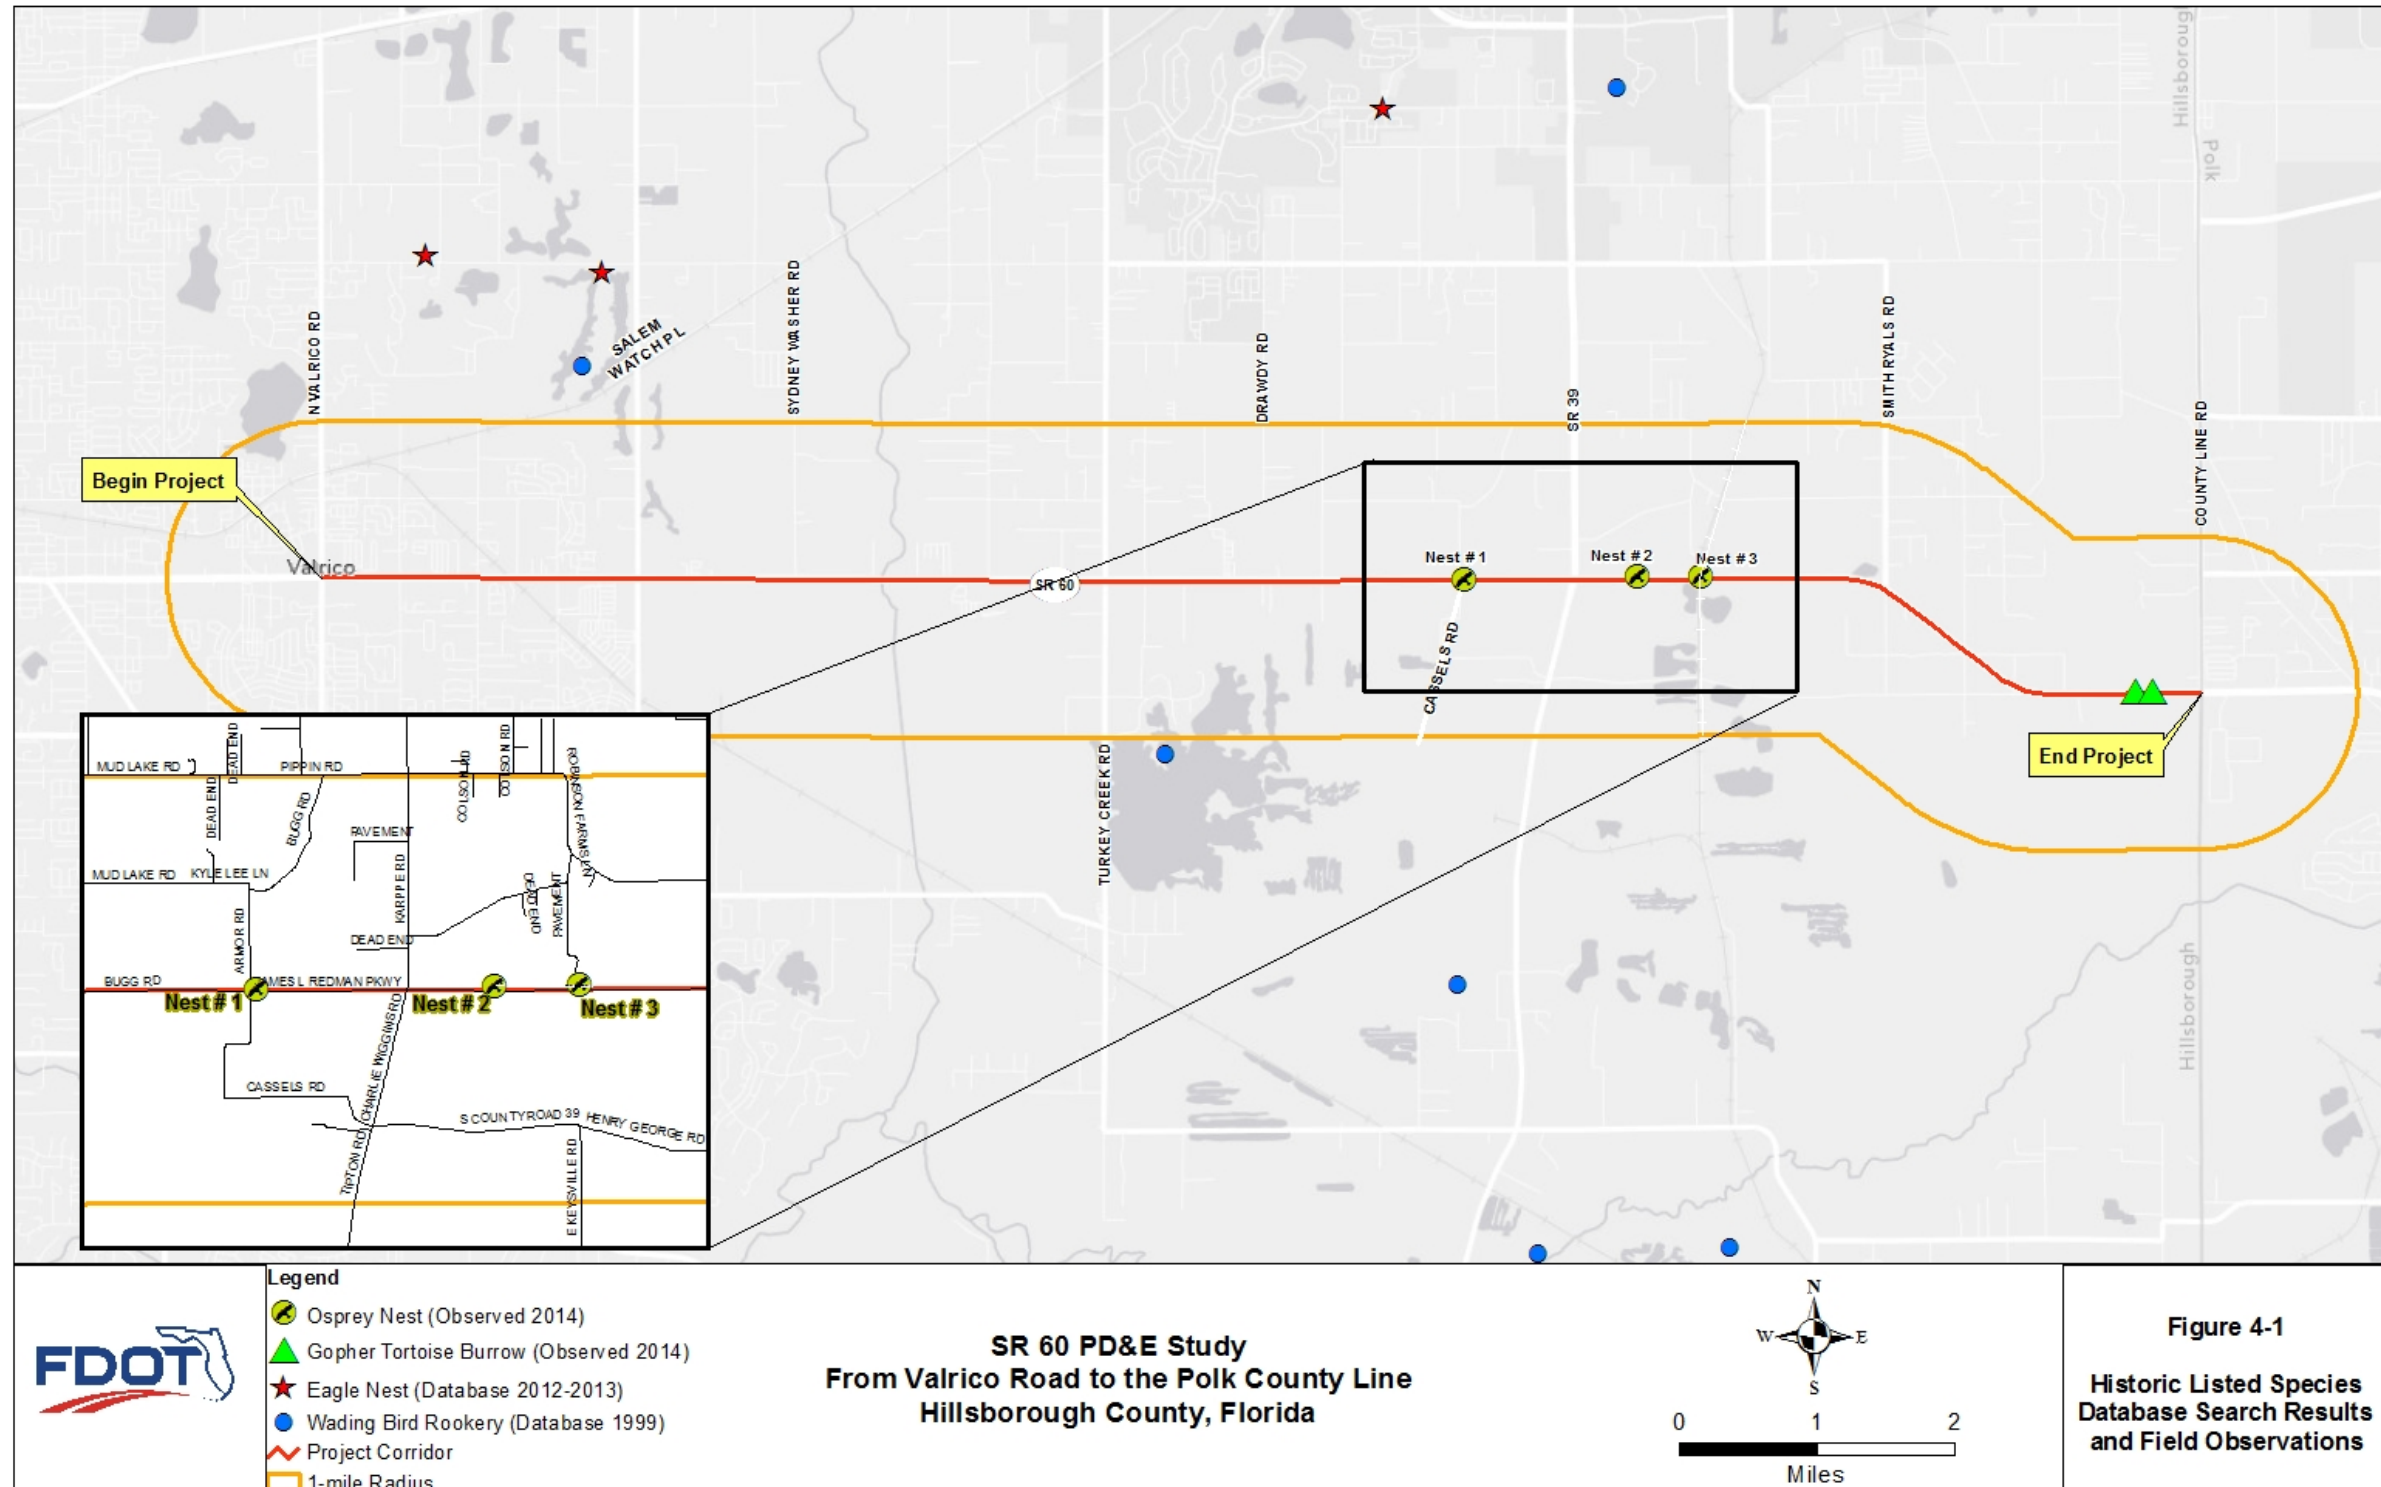 Hillsborough
Polk
N VALRICO RD
SALEM
WATCH PL
SYDNEY WASHER RD
DRAWDY RD
SR 39
SMITH RYALS RD
COUNTY LINE RD
Begin Project
Valrico
SR 60
Nest # 1
Nest # 2
Nest # 3
CASSELS RD
TURKEY CREEK RD
End Project
Hillsborough
DEAD END
COLSON RD
MUD LAKE RD
PIPPIN RD
DEAD END
BUGG RD
COLSON RD
ROBINSON FARMS LN
PAVEMENT
MUD LAKE RD
KYLE LEE LN
KARPPE RD
DEAD END
PAVEMENT
ARMOR RD
DEAD END
BUGG RD
AMES L REDMAN PKWY
Nest # 1
Nest # 2
Nest # 3
CHARLIE WIGGINS RD
CASSELS RD
S COUNTY ROAD 39
HENRY GEORGE RD
TIPTON RD
E KEYSVILLE RD
FDOT
Legend
Osprey Nest (Observed 2014)
Gopher Tortoise Burrow (Observed 2014)
Eagle Nest (Database 2012-2013)
Wading Bird Rookery (Database 1999)
Project Corridor
1-mile Radius
SR 60 PD&E Study
From Valrico Road to the Polk County Line
Hillsborough County, Florida
N
W E
S
0 1 2
Miles
Figure 4-1
Historic Listed Species
Database Search Results
and Field Observations